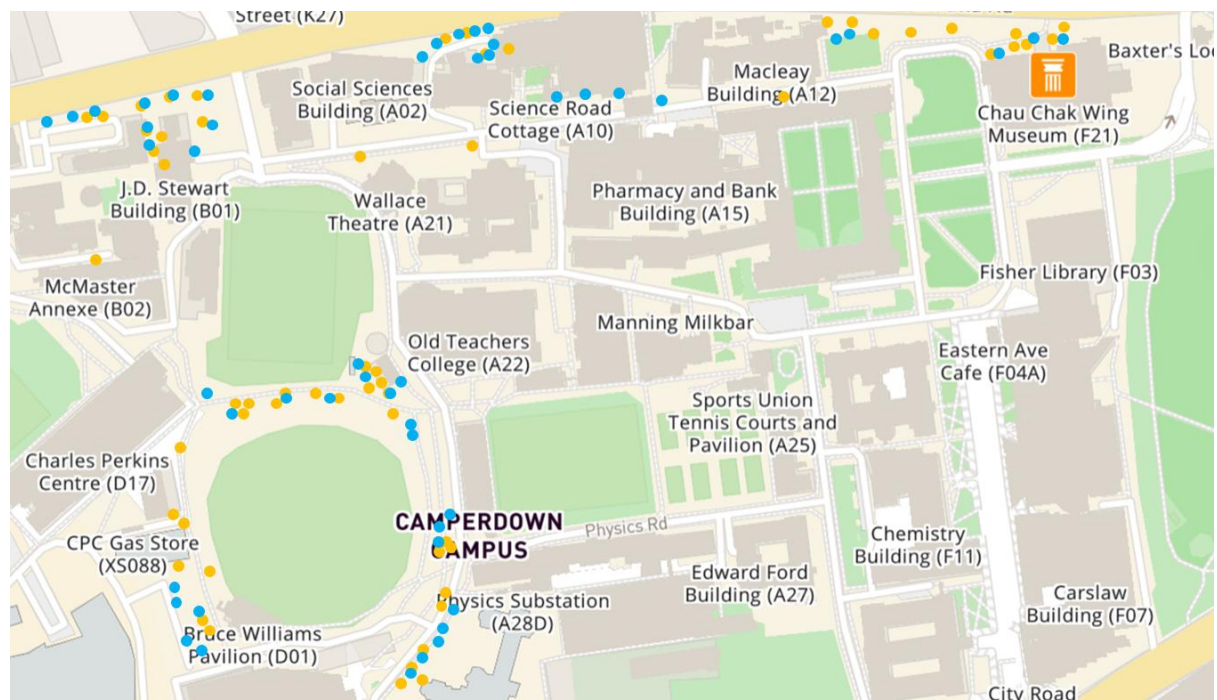 Street (K27)
Baxter's Loc
Macleay
Building (A12)
Social Sciences
Building (A02)
Science Road
Cottage (A10)
Chau Chak Wing
Museum (F21)
J.D. Stewart
Building (B01)
Wallace
Theatre (A21)
Pharmacy and Bank
Building (A15)
McMaster
Annexe (B02)
Fisher Library (F03)
Manning Milkbar
Old Teachers
College (A22)
Eastern Ave
Cafe (F04A)
Sports Union
Tennis Courts and
Pavilion (A25)
Charles Perkins
Centre (D17)
CAMPERDOWN
CAMPUS
Physics Rd
CPC Gas Store
(XS088)
Chemistry
Building (F11)
Edward Ford
Building (A27)
Physics Substation
(A28D)
Carslaw
Building (F07)
Bruce Williams
Pavilion (D01)
City Road